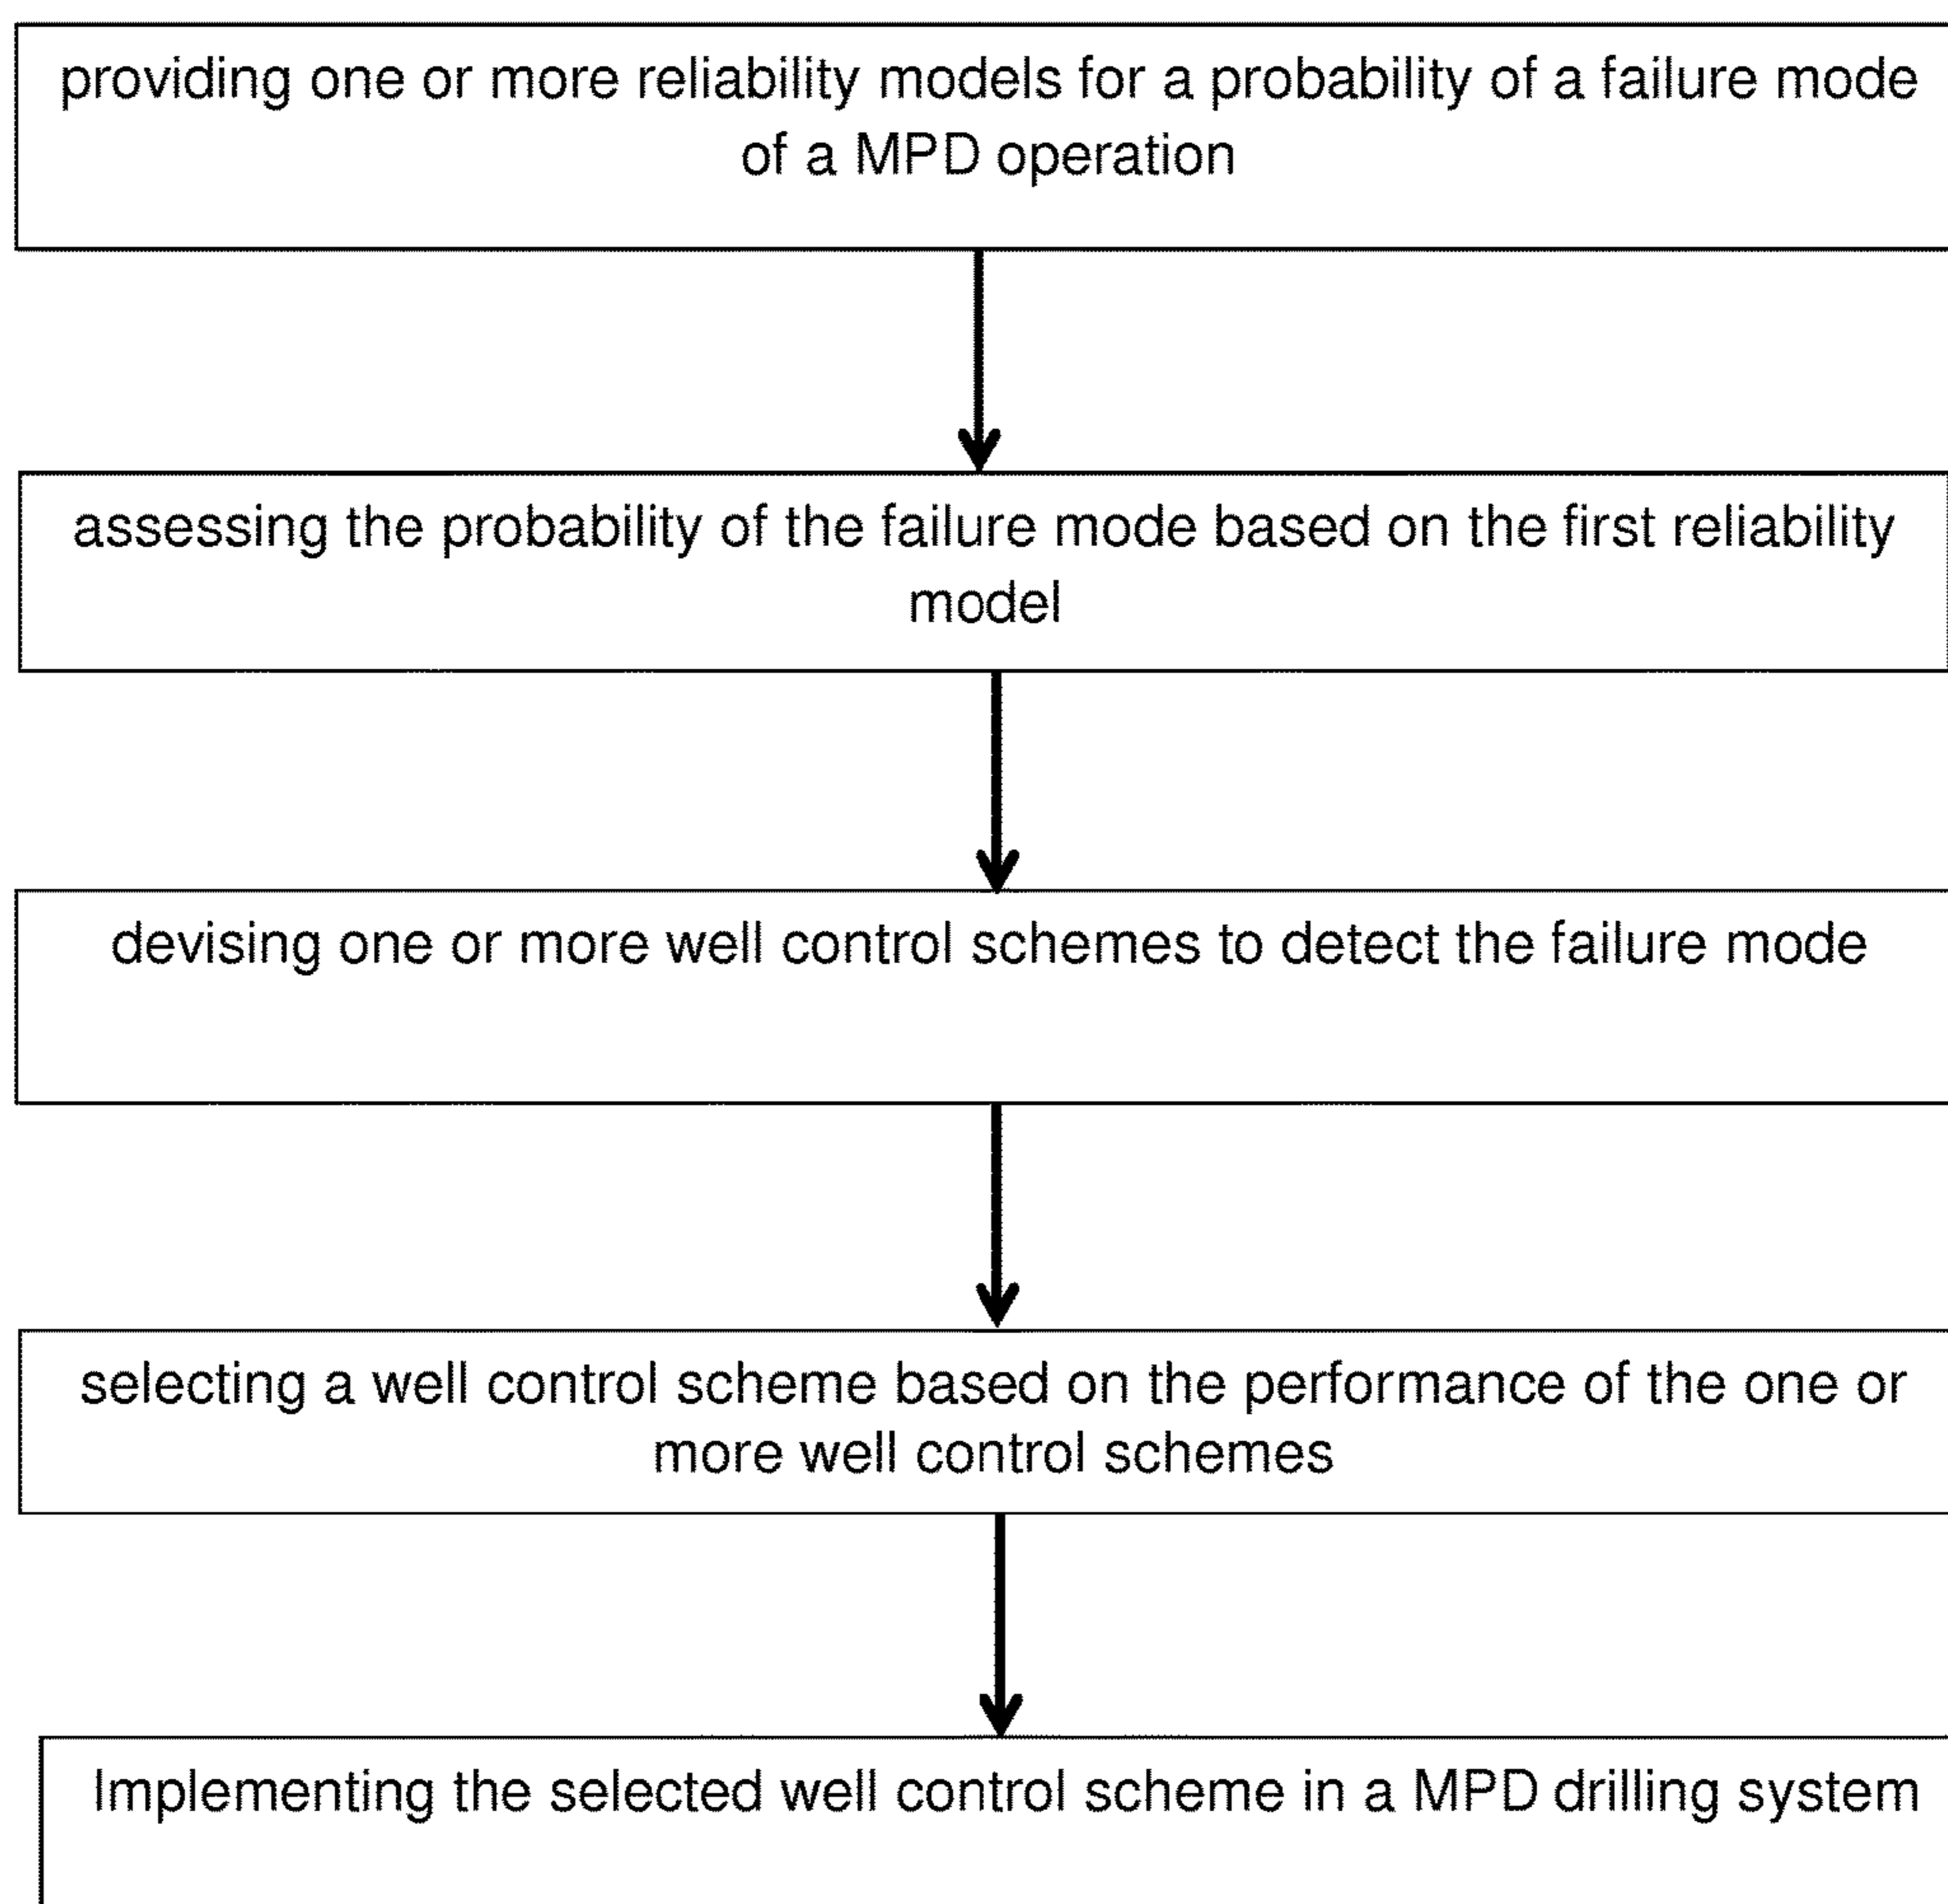 providing one or more reliability models for a probability of a failure mode
of a MPD operation
assessing the probability of the failure mode based on the first reliability
model
devising one or more well control schemes to detect the failure mode
selecting a well control scheme based on the performance of the one or
more well control schemes
Implementing the selected well control scheme in a MPD drilling system